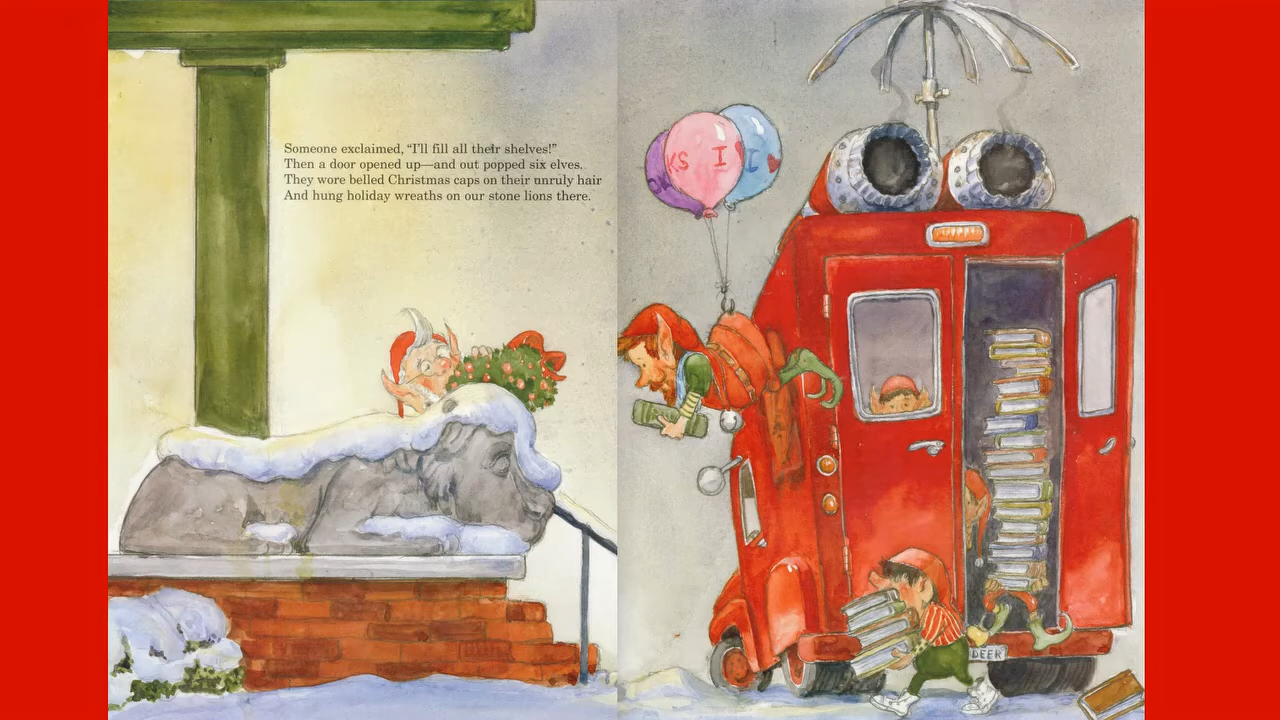 Someone exclaimed, “I’ll fill all their shelves!”
Then a door opened up—and out popped six elves.
They wore belled Christmas caps on their unruly hair
And hung holiday wreaths on our stone lions there.
KS I
DEER